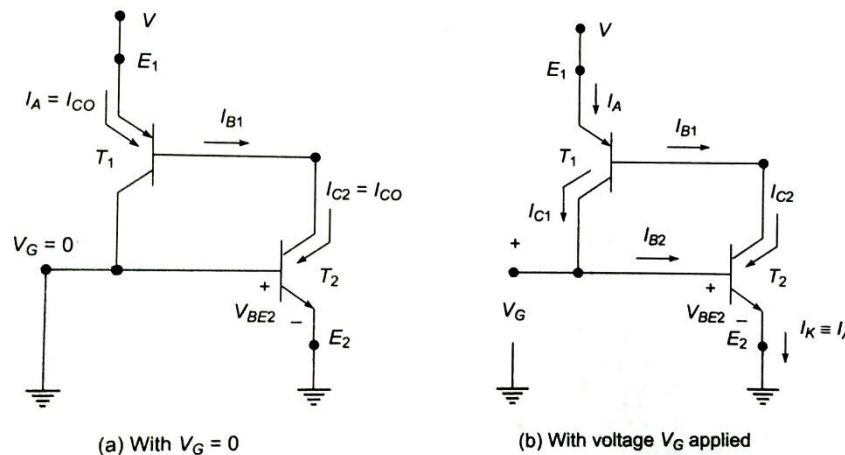 V
E1
IA = ICO
IB1
T1
IC2 = ICO
VG = 0
T2
+
VBE2
−
E2
(a) With VG = 0
V
E1
IA
IB1
T1
IC1
IC2
+
IB2
T2
+
VG
VBE2
−
E2
IK ≡
(b) With voltage VG applied